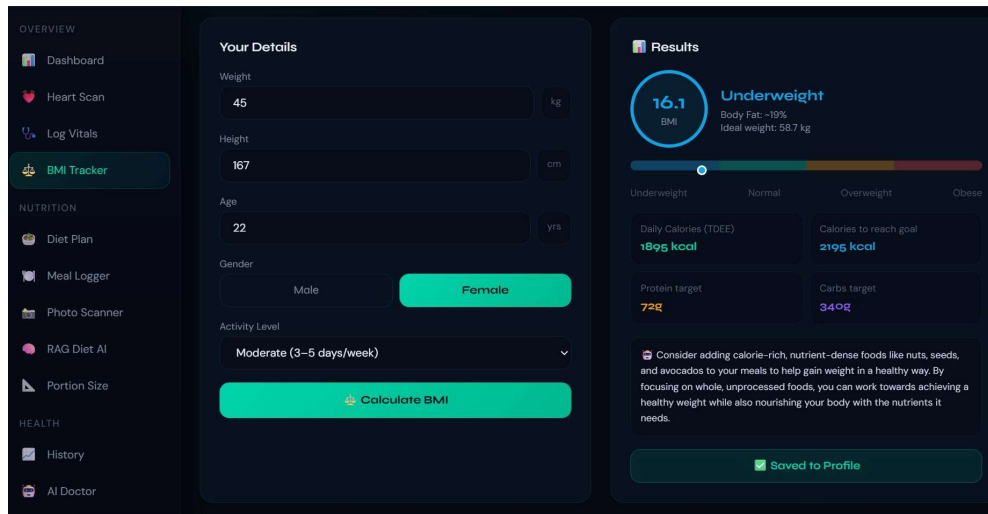 OVERVIEW
Dashboard
Heart Scan
Log Vitals
BMI Tracker
NUTRITION
Diet Plan
Meal Logger
Photo Scanner
RAG Diet AI
Portion Size
HEALTH
History
AI Doctor
Your Details
Weight
45 kg
Height
167 cm
Age
22 yrs
Gender
Male Female
Activity Level
Moderate (3–5 days/week)
Calculate BMI
Results
16.1
BMI
Underweight
Body Fat: ~19%
Ideal weight: 58.7 kg
Underweight Normal Overweight Obese
Daily Calories (TDEE) Calories to reach goal
1895 kcal 2195 kcal
Protein target Carbs target
72g 340g
Consider adding calorie-rich, nutrient-dense foods like nuts, seeds,
and avocados to your meals to help gain weight in a healthy way. By
focusing on whole, unprocessed foods, you can work towards achieving a
healthy weight while also nourishing your body with the nutrients it
needs.
Saved to Profile